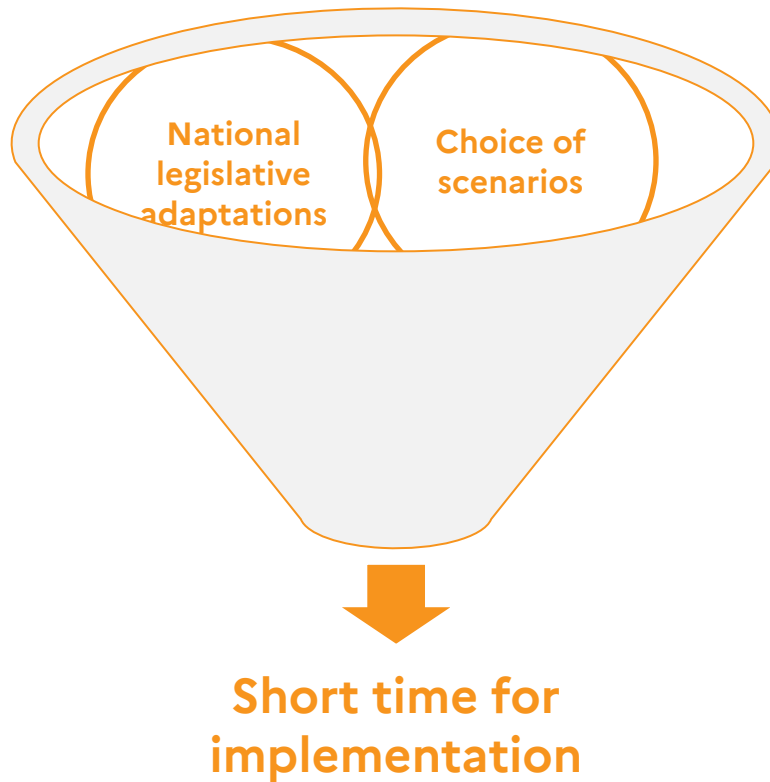 National
legislative
adaptations
Choice of
scenarios
Short time for
implementation